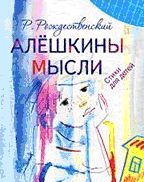 Р. Рождественский
АЛЁШКИНЫ
МЫСЛИ
Стихи для детей